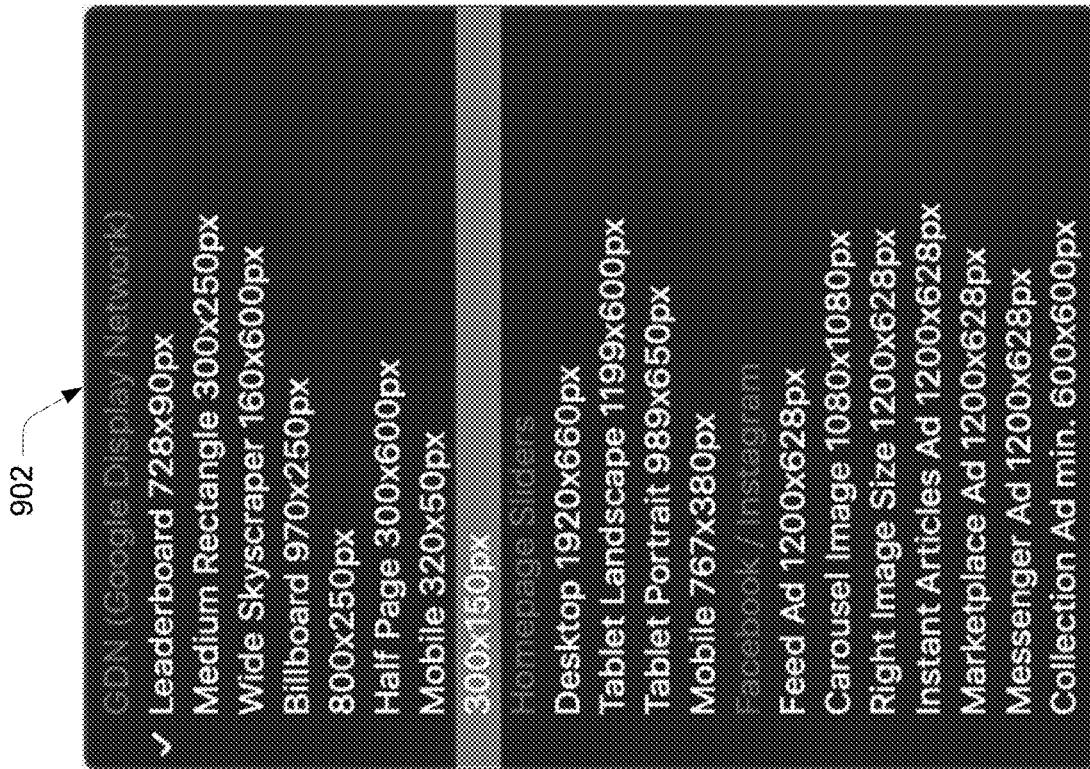 902
GDN (Google Display Network)
✓ Leaderboard 728x90px
Medium Rectangle 300x250px
Wide Skyscraper 160x600px
Billboard 970x250px
800x250px
Half Page 300x600px
Mobile 320x50px
300x150px
Homepage Sliders
Desktop 1920x660px
Tablet Landscape 1199x600px
Tablet Portrait 989x650px
Mobile 767x380px
Facebook / Instagram
Feed Ad 1200x628px
Carousel Image 1080x1080px
Right Image Size 1200x628px
Instant Articles Ad 1200x628px
Marketplace Ad 1200x628px
Messenger Ad 1200x628px
Collection Ad min. 600x600px